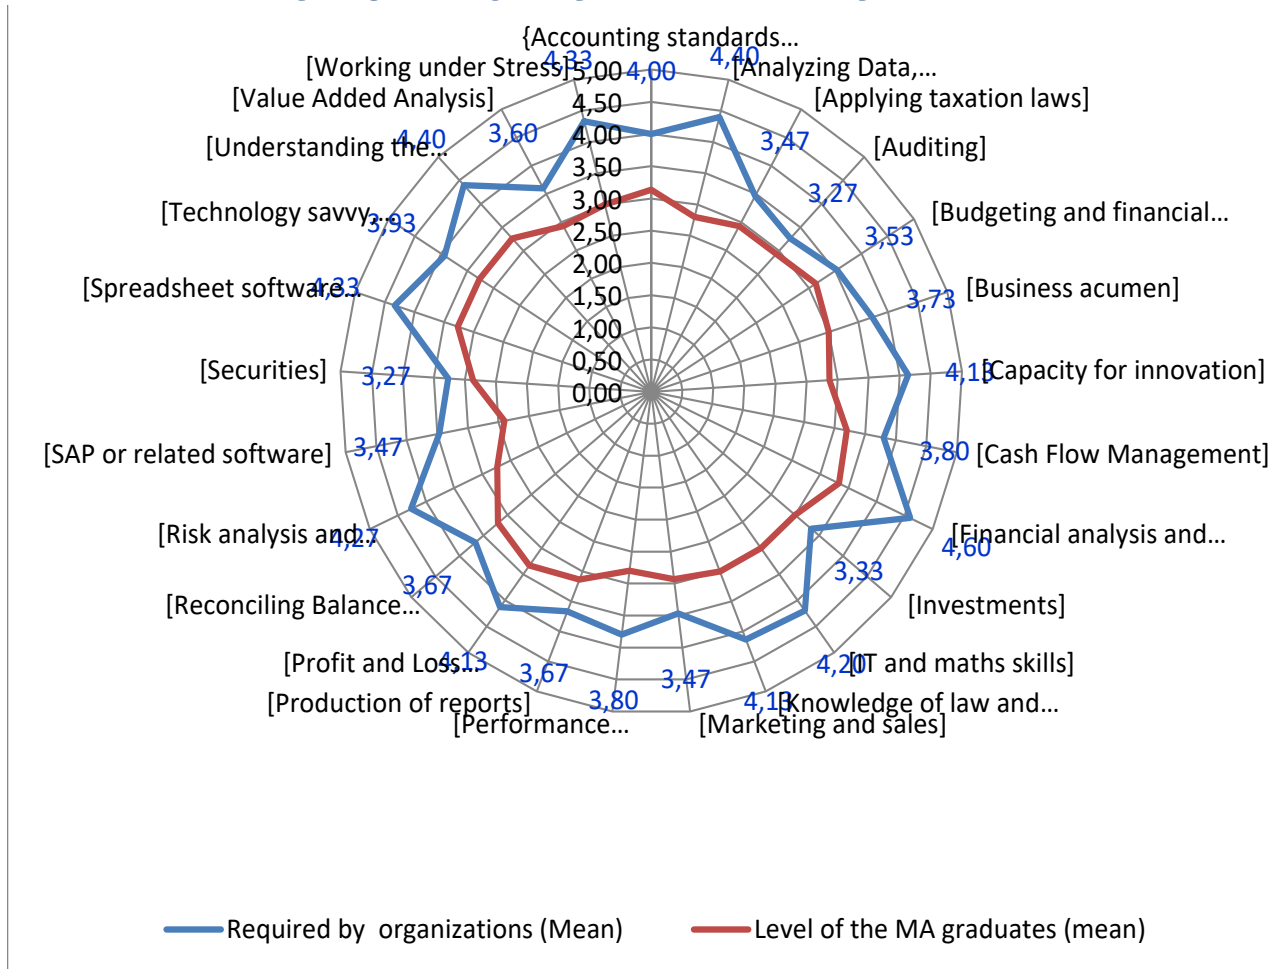 {Accounting standards…
4,33
4,00
4,40
[Working under Stress]
5,00
[Analyzing Data,…
[Value Added Analysis]
4,50
[Applying taxation laws]
4,40
3,60
4,00
3,47
[Understanding the…
3,50
[Auditing]
3,00
3,27
[Technology savvy,…
3,93
2,50
3,53
[Budgeting and financial…
2,00
[Spreadsheet software…
4,33
1,50
3,73
[Business acumen]
1,00
0,50
[Securities]
3,27
0,00
4,13
[Capacity for innovation]
[SAP or related software]
3,47
3,80
[Cash Flow Management]
[Risk analysis and…
4,27
[Financial analysis and…
4,60
[Reconciling Balance…
3,67
3,33
[Investments]
[Profit and Loss…
4,13
4,20
[IT and maths skills]
[Production of reports]
3,67
3,80
3,47
4,13
[Knowledge of law and…
[Performance…
[Marketing and sales]
Required by organizations (Mean)
Level of the MA graduates (mean)